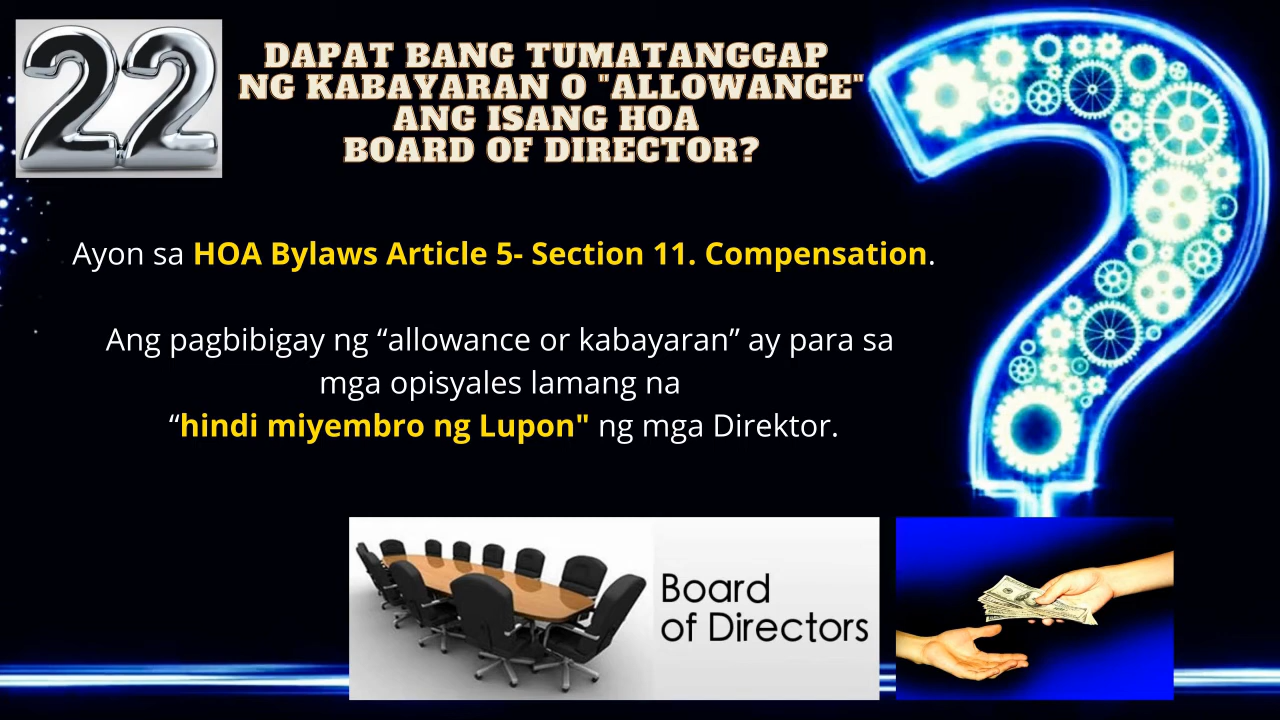 22
DAPAT BANG TUMATANGGAP
NG KABAYARAN O "ALLOWANCE"
ANG ISANG HOA
BOARD OF DIRECTOR?
Ayon sa HOA Bylaws Article 5- Section 11. Compensation.
Ang pagbibigay ng “allowance or kabayaran” ay para sa
mga opisyales lamang na
“hindi miyembro ng Lupon" ng mga Direktor.
Board
of Directors